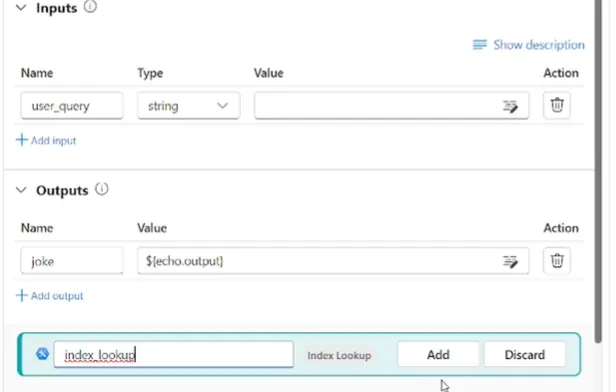 Inputs
Show description
Name Type Value Action
user_query string
Add input
Outputs
Name Value Action
joke ${echo.output}
Add output
index_lookup Index Lookup Add Discard